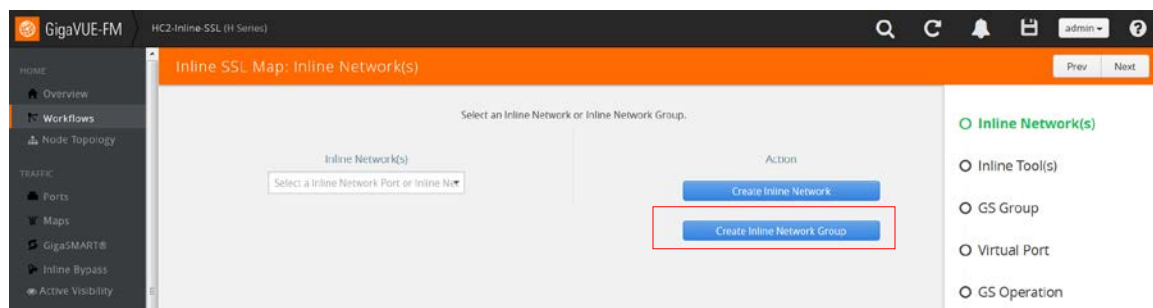 GigaVUE-FM
HC2-Inline-SSL (H Series)
admin
HOME
Overview
Workflows
Node Topology
TRAFFIC
Ports
Maps
GigaSMART®
Inline Bypass
Active Visibility
Inline SSL Map: Inline Network(s)
Prev
Next
Select an Inline Network or Inline Network Group.
Inline Network(s)
Select a Inline Network Port or Inline Net
Action
Create Inline Network
Create Inline Network Group
Inline Network(s)
Inline Tool(s)
GS Group
Virtual Port
GS Operation